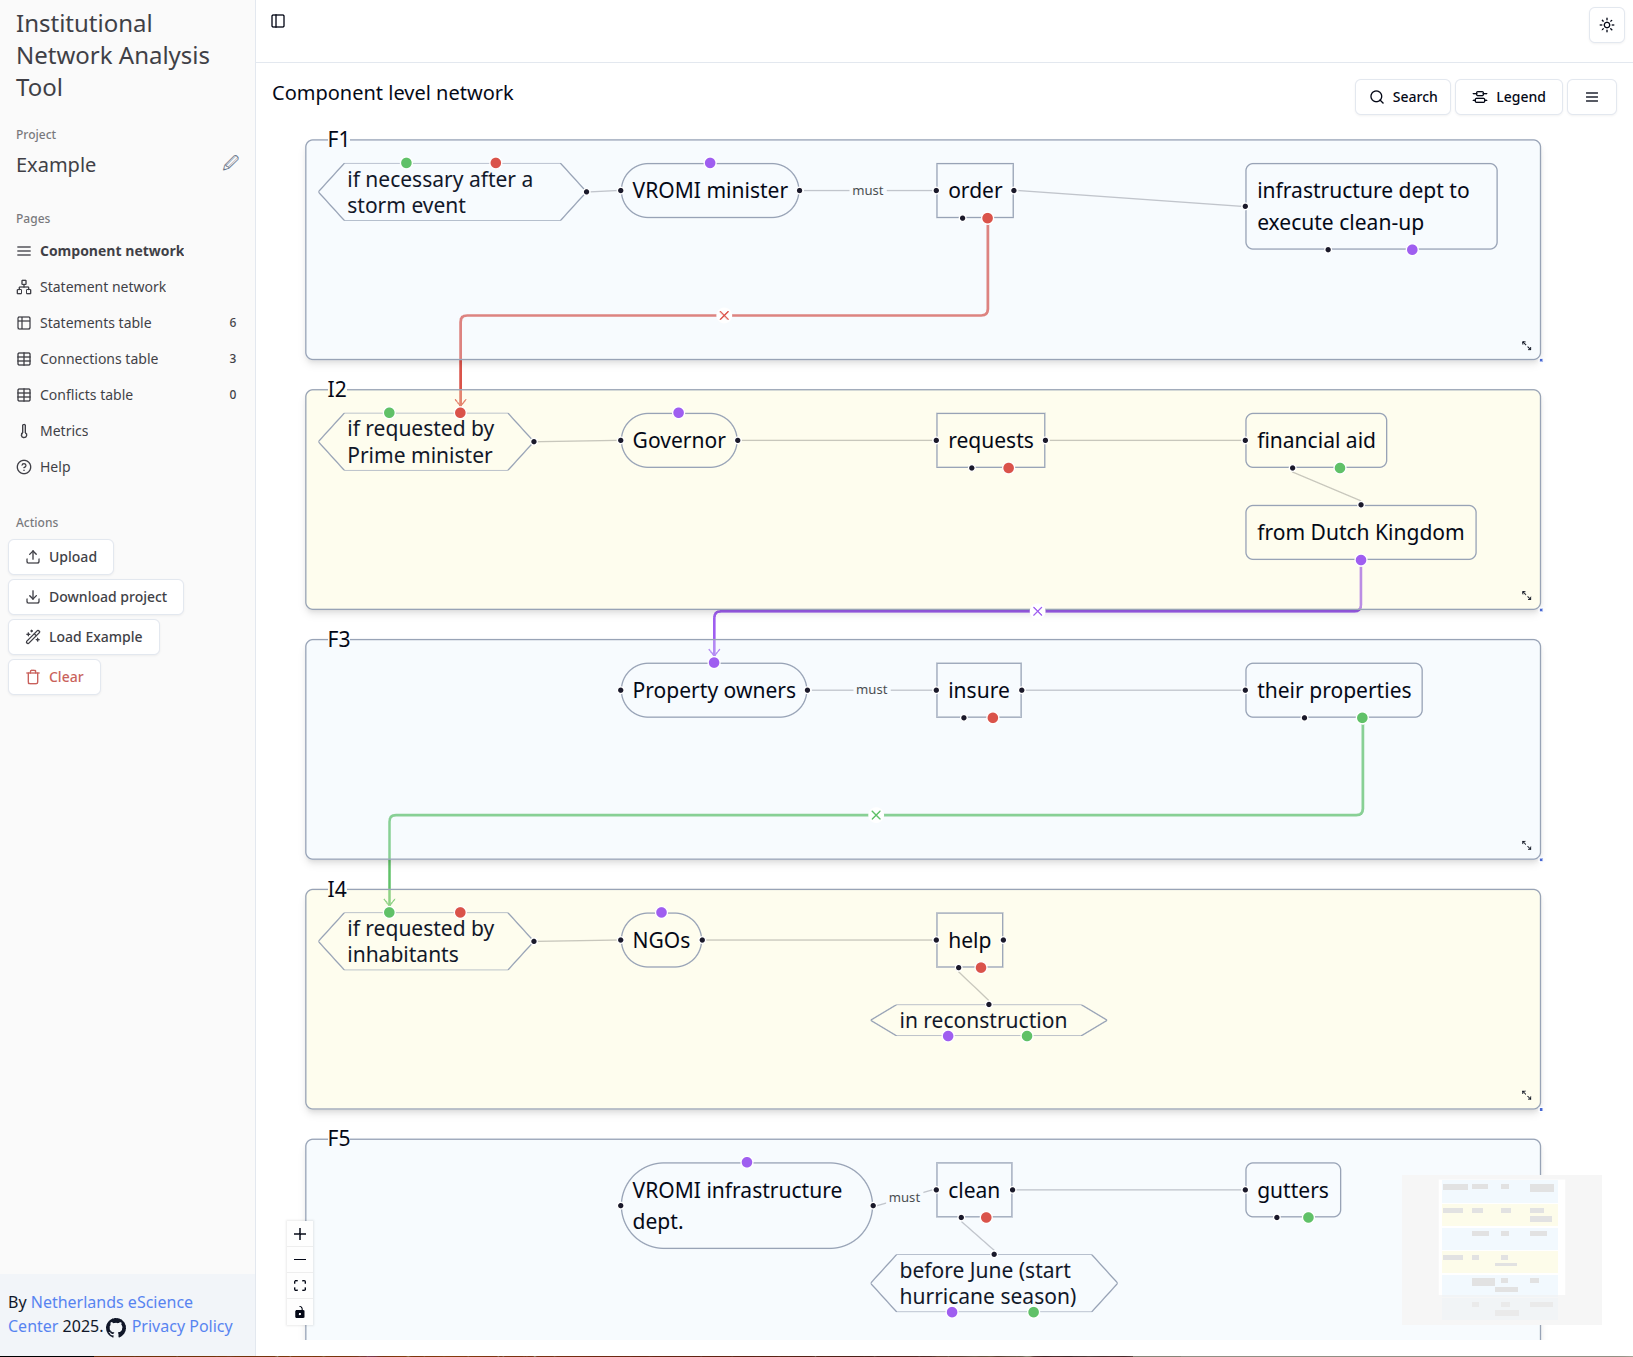 Institutional
Network Analysis
Tool
Project
Example
Pages
Component network
Statement network
Statements table 6
Connections table 3
Conflicts table 0
Metrics
Help
Actions
Upload
Download project
Load Example
Clear
By Netherlands eScience
Center 2025. Privacy Policy
Component level network
Search
Legend
F1
if necessary after a
storm event
VROMI minister
must
order
infrastructure dept to
execute clean-up
I2
if requested by
Prime minister
Governor
requests
financial aid
from Dutch Kingdom
F3
Property owners
must
insure
their properties
I4
if requested by
inhabitants
NGOs
help
in reconstruction
F5
VROMI infrastructure
dept.
must
clean
gutters
before June (start
hurricane season)